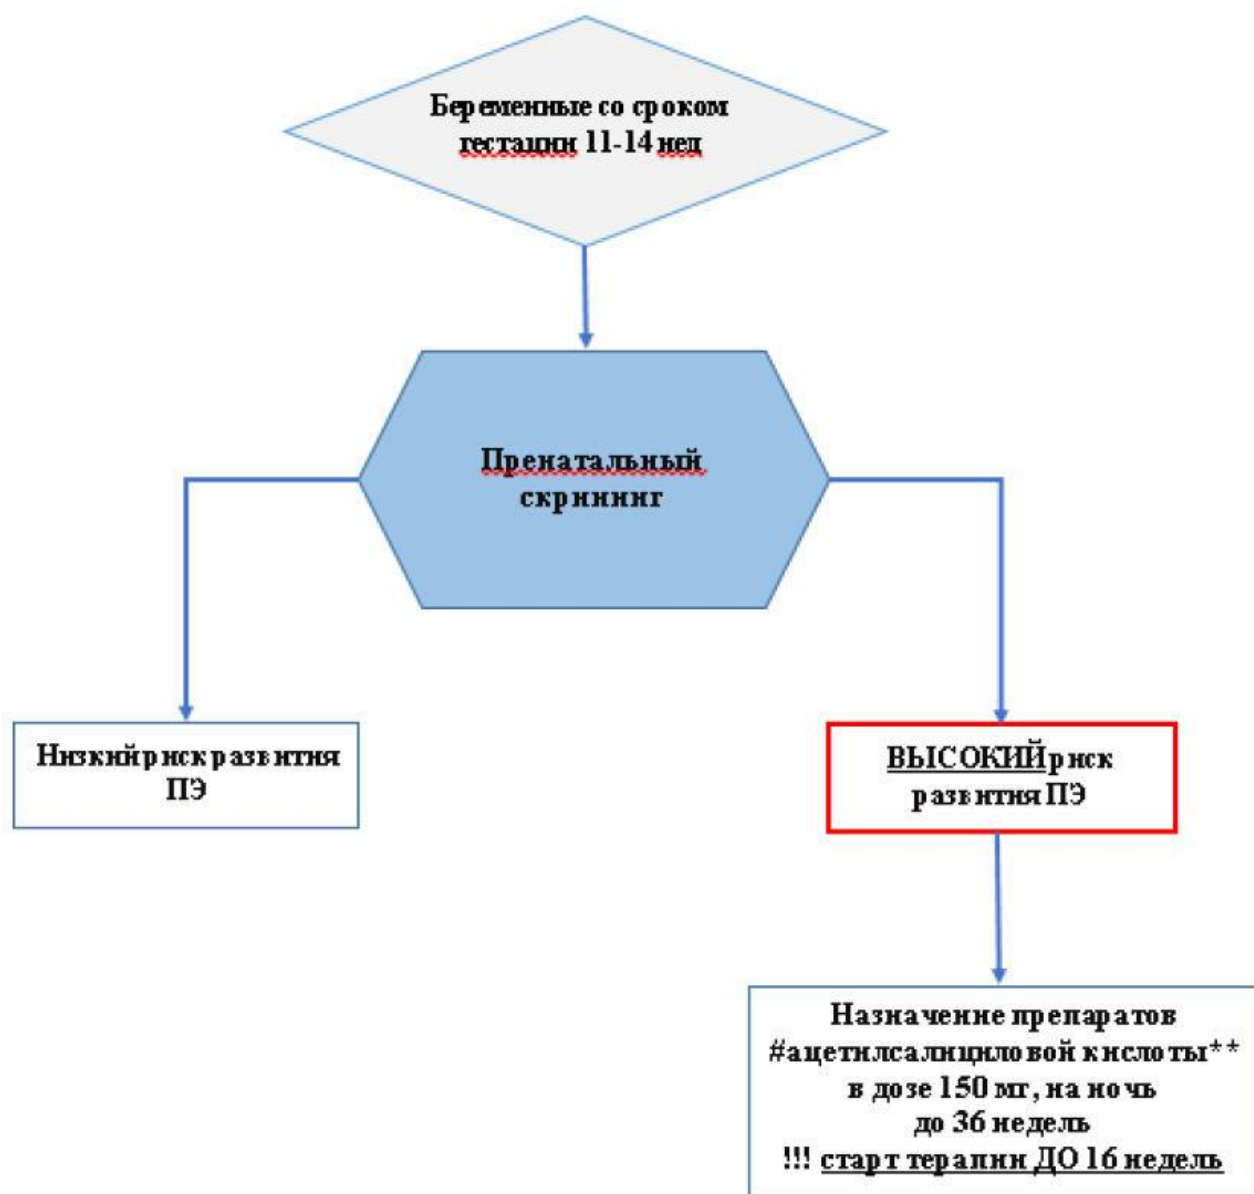 Беременные со сроком
гестации 11-14 нед
Пренатальный
скрининг
Низкий риск развития
ПЭ
ВЫСОКИЙ риск
развития ПЭ
Назначение препаратов
#ацетилсалициловой кислоты**
в дозе 150 мг, на ночь
до 36 недель
!!! старт терапии ДО 16 недель